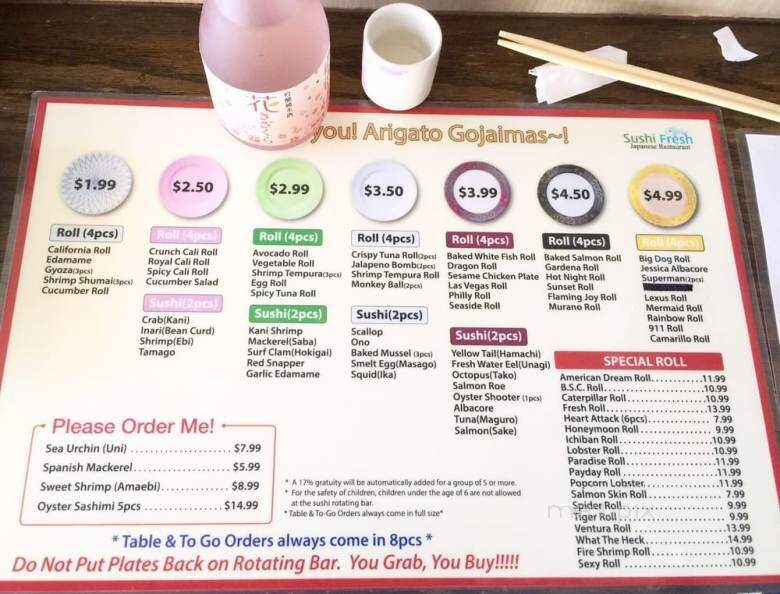 花
吟醸純米酒
you! Arigato Gojaimas~!
Sushi Fresh
Japanese Restaurant
$1.99
Roll (4pcs)
California Roll
Edamame
Gyoza(3pcs)
Shrimp Shumai(3pcs)
Cucumber Roll
$2.50
Roll (4pcs)
Crunch Cali Roll
Royal Cali Roll
Spicy Cali Roll
Cucumber Salad
Sushi(2pcs)
Crab(Kani)
Inari(Bean Curd)
Shrimp(Ebi)
Tamago
$2.99
Roll (4pcs)
Avocado Roll
Vegetable Roll
Shrimp Tempura(3pcs)
Egg Roll
Spicy Tuna Roll
Sushi(2pcs)
Kani Shrimp
Mackerel(Saba)
Surf Clam(Hokigai)
Red Snapper
Garlic Edamame
$3.50
Roll (4pcs)
Crispy Tuna Roll(2pcs)
Jalapeno Bomb(2pcs)
Shrimp Tempura Roll
Monkey Ball(2pcs)
Sushi(2pcs)
Scallop
Ono
Baked Mussel (3pcs)
Smelt Egg(Masago)
Squid(Ika)
$3.99
Roll (4pcs)
Baked White Fish Roll
Dragon Roll
Sesame Chicken Plate
Las Vegas Roll
Philly Roll
Seaside Roll
Sushi(2pcs)
Yellow Tail(Hamachi)
Fresh Water Eel(Unagi)
Octopus(Tako)
Salmon Roe
Oyster Shooter (1pcs)
Albacore
Tuna(Maguro)
Salmon(Sake)
$4.50
Roll (4pcs)
Baked Salmon Roll
Gardena Roll
Hot Night Roll
Sunset Roll
Flaming Joy Roll
Murano Roll
$4.99
Roll (4pcs)
Big Dog Roll
Jessica Albacore
Superman(2pcs)
Lexus Roll
Mermaid Roll
Rainbow Roll
911 Roll
Camarillo Roll
SPECIAL ROLL
American Dream Roll..........11.99
B.S.C. Roll..........10.99
Caterpillar Roll..........10.99
Fresh Roll..........13.99
Heart Attack (6pcs)..........7.99
Honeymoon Roll..........9.99
Ichiban Roll..........10.99
Lobster Roll..........10.99
Paradise Roll..........11.99
Payday Roll..........11.99
Popcorn Lobster..........11.99
Salmon Skin Roll..........7.99
Spider Roll..........9.99
Tiger Roll..........9.99
Ventura Roll..........13.99
What The Heck..........14.99
Fire Shrimp Roll..........10.99
Sexy Roll..........10.99
Please Order Me!
Sea Urchin (Uni) .......... $7.99
Spanish Mackerel.......... $5.99
Sweet Shrimp (Amaebi).......... $8.99
Oyster Sashimi 5pcs .......... $14.99
* A 17% gratuity will be automatically added for a group of 5 or more.
* For the safety of children, children under the age of 6 are not allowed
at the sushi rotating bar.
* Table & To-Go Orders always come in full size*
* Table & To Go Orders always come in 8pcs *
Do Not Put Plates Back on Rotating Bar. You Grab, You Buy!!!!!